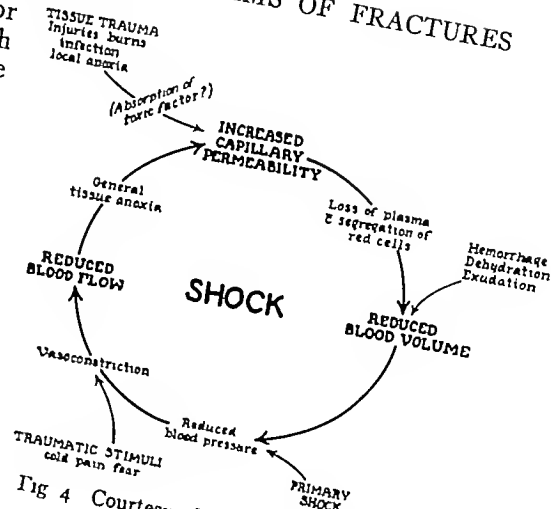 OF FRACTURES
or
TISSUE TRAUMA
Injuries burns
infection
local anoxia
(Absorption of
toxic factor?)
INCREASED
CAPILLARY
PERMEABILITY
General
tissue anoxia
Loss of plasma
& segregation of
red cells
Hemorrhage
Dehydration
Exudation
REDUCED
BLOOD FLOW
SHOCK
REDUCED
BLOOD VOLUME
Vasoconstriction
Reduced
blood pressure
TRAUMATIC STIMULI
cold pain fear
PRIMARY
SHOCK
Fig 4